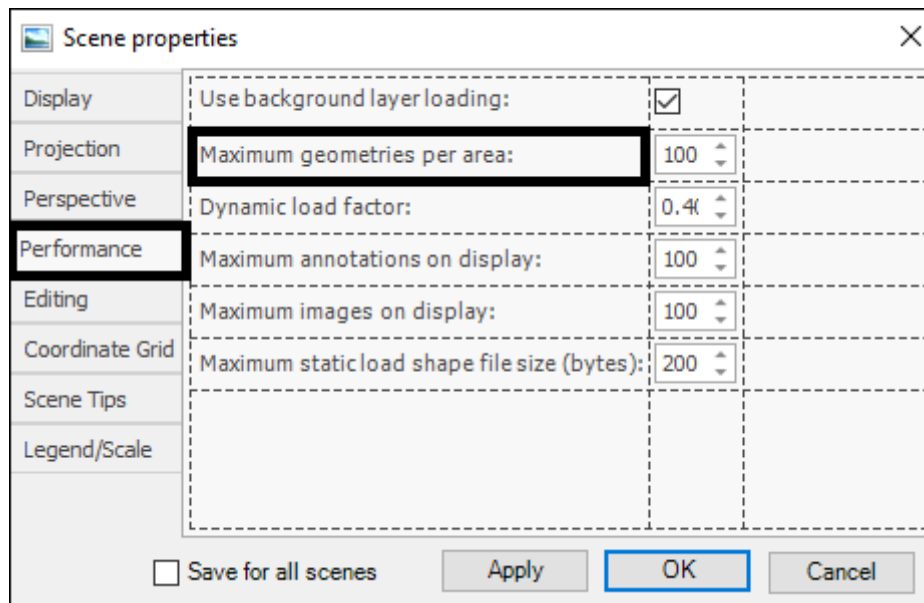 Scene properties
Display
Projection
Perspective
Performance
Editing
Coordinate Grid
Scene Tips
Legend/Scale
Use background layer loading:
Maximum geometries per area: 100
Dynamic load factor: 0.4
Maximum annotations on display: 100
Maximum images on display: 100
Maximum static load shape file size (bytes): 200
Save for all scenes Apply OK Cancel